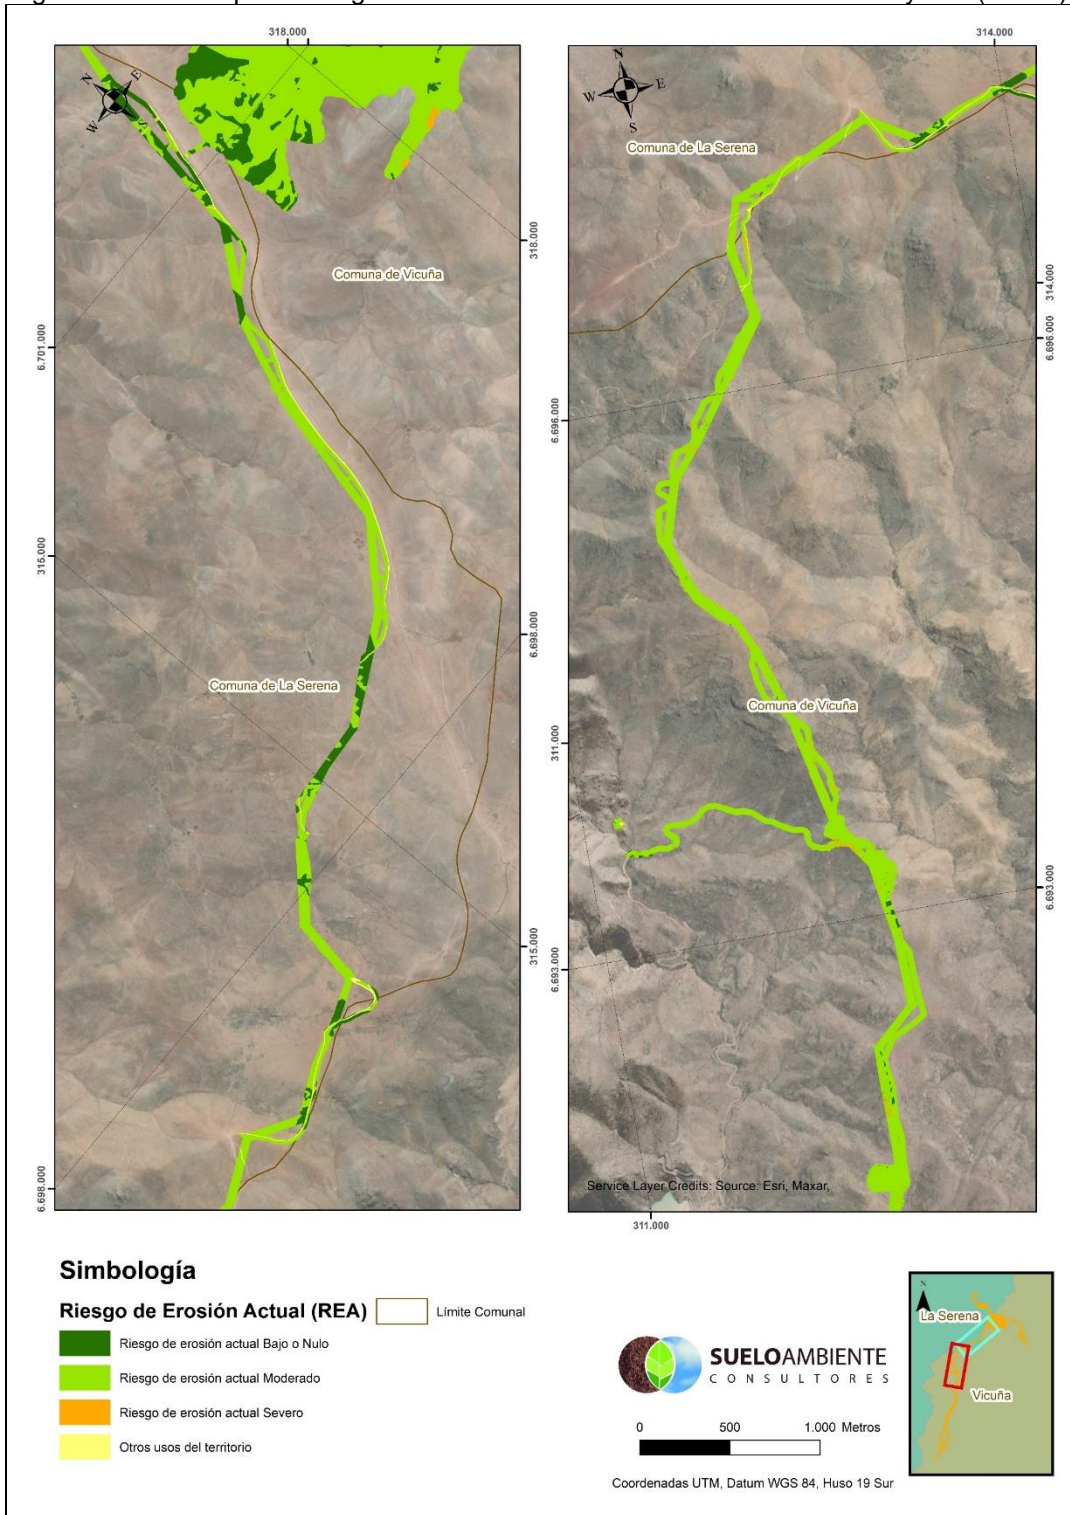 318.000
314.000
N
E
W
S
N
W
E
S
Comuna de La Serena
318.000
Comuna de Vicuña
314.000
6.701.000
6.696.000
6.696.000
315.000
6.698.000
Comuna de La Serena
Comuna de Vicuña
311.000
6.693.000
315.000
6.693.000
6.698.000
Service Layer Credits: Source: Esri, Maxar,
311.000
Simbología
Riesgo de Erosión Actual (REA)
Límite Comunal
Riesgo de erosión actual Bajo o Nulo
Riesgo de erosión actual Moderado
Riesgo de erosión actual Severo
Otros usos del territorio
SUELOAMBIENTE
CONSULTORES
0 500 1.000 Metros
Coordenadas UTM, Datum WGS 84, Huso 19 Sur
N
La Serena
Vicuña